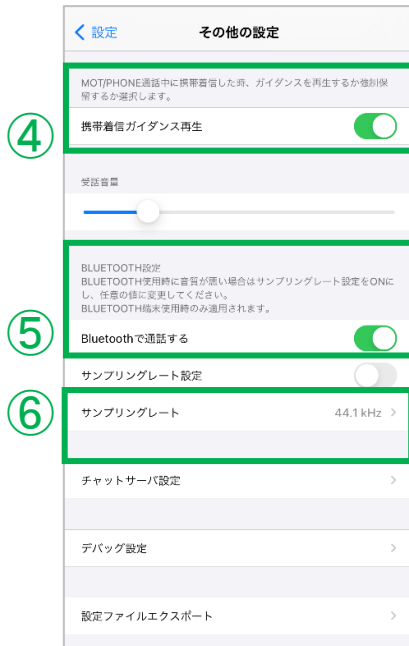 設定
その他の設定
④
MOT/PHONE通話中に携帯着信した時、ガイダンスを再生するか強制保
留するか選択します。
携帯着信ガイダンス再生
受話音量
BLUETOOTH設定
BLUETOOTH使用時に音質が悪い場合はサンプリングレート設定をONに
し、任意の値に変更してください。
BLUETOOTH端末使用時のみ適用されます。
⑤
Bluetoothで通話する
サンプリングレート設定
⑥
サンプリングレート 44.1 kHz
チャットサーバ設定
デバッグ設定
設定ファイルエクスポート